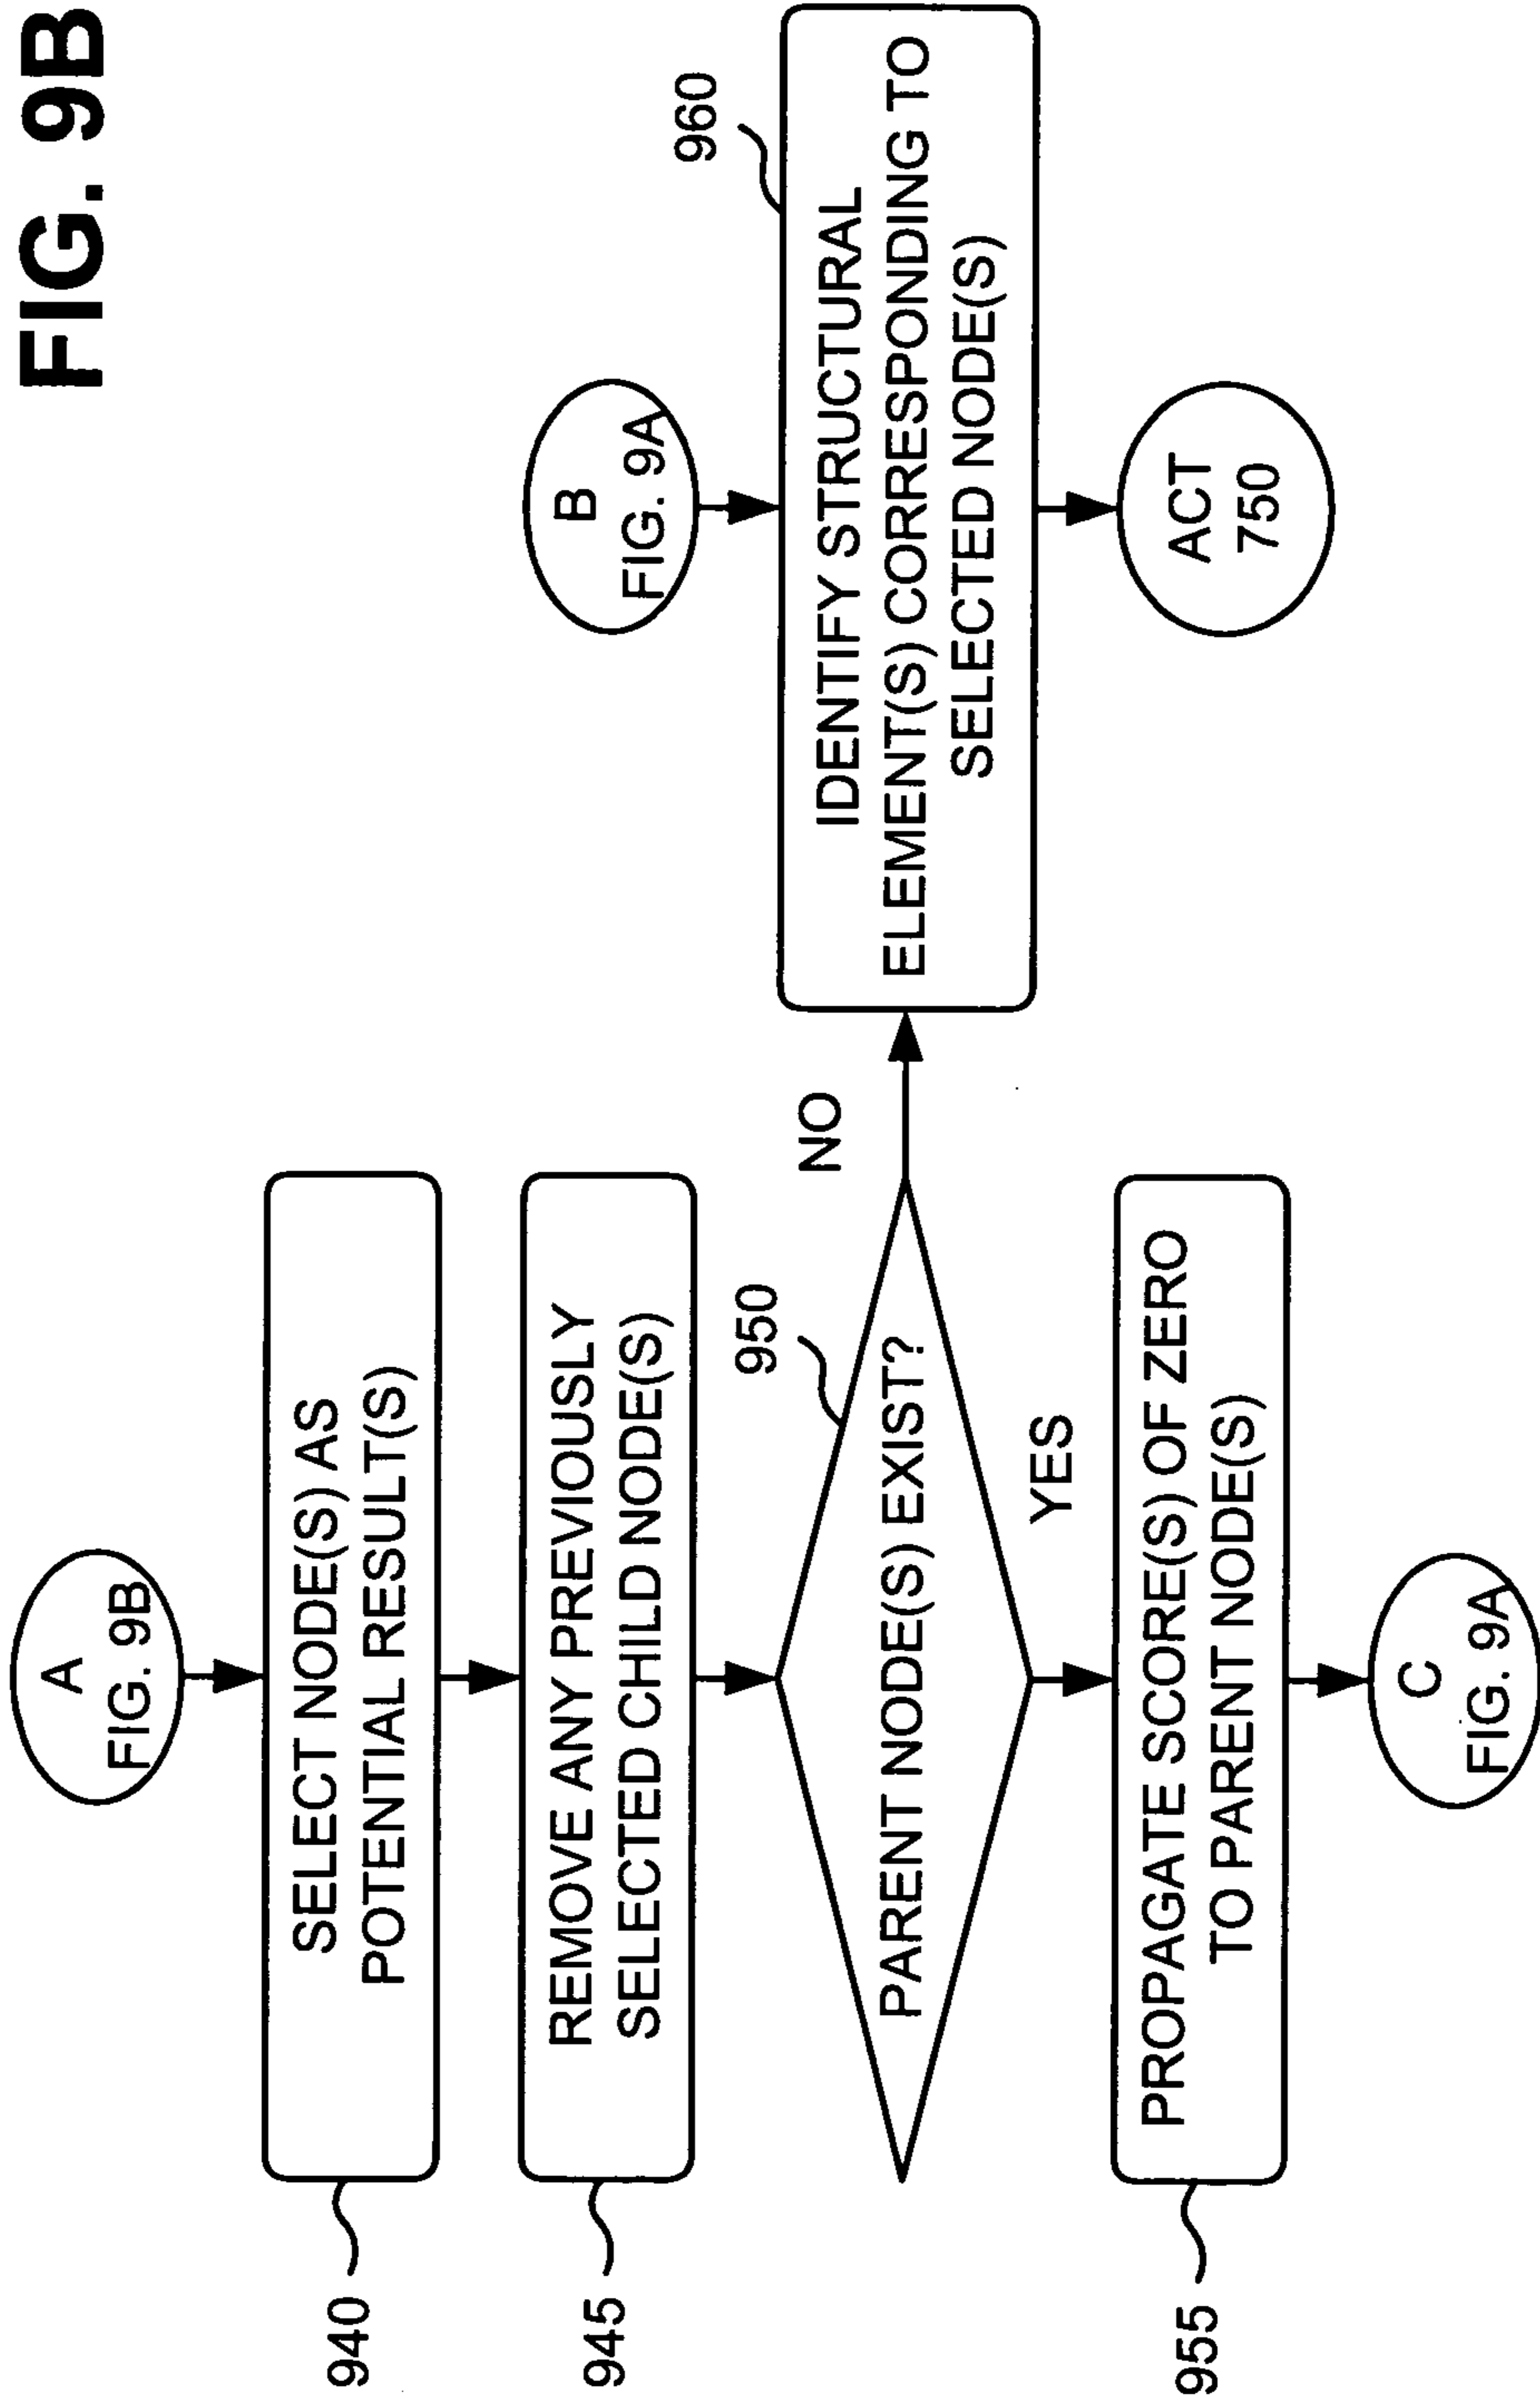 FIG. 9B
A
FIG. 9B
940
SELECT NODE(S) AS
POTENTIAL RESULT(S)
945
REMOVE ANY PREVIOUSLY
SELECTED CHILD NODE(S)
950
PARENT NODE(S) EXIST?
NO
YES
955
PROPAGATE SCORE(S) OF ZERO
TO PARENT NODE(S)
C
FIG. 9A
B
FIG. 9A
960
IDENTIFY STRUCTURAL
ELEMENT(S) CORRESPONDING TO
SELECTED NODE(S)
ACT
750